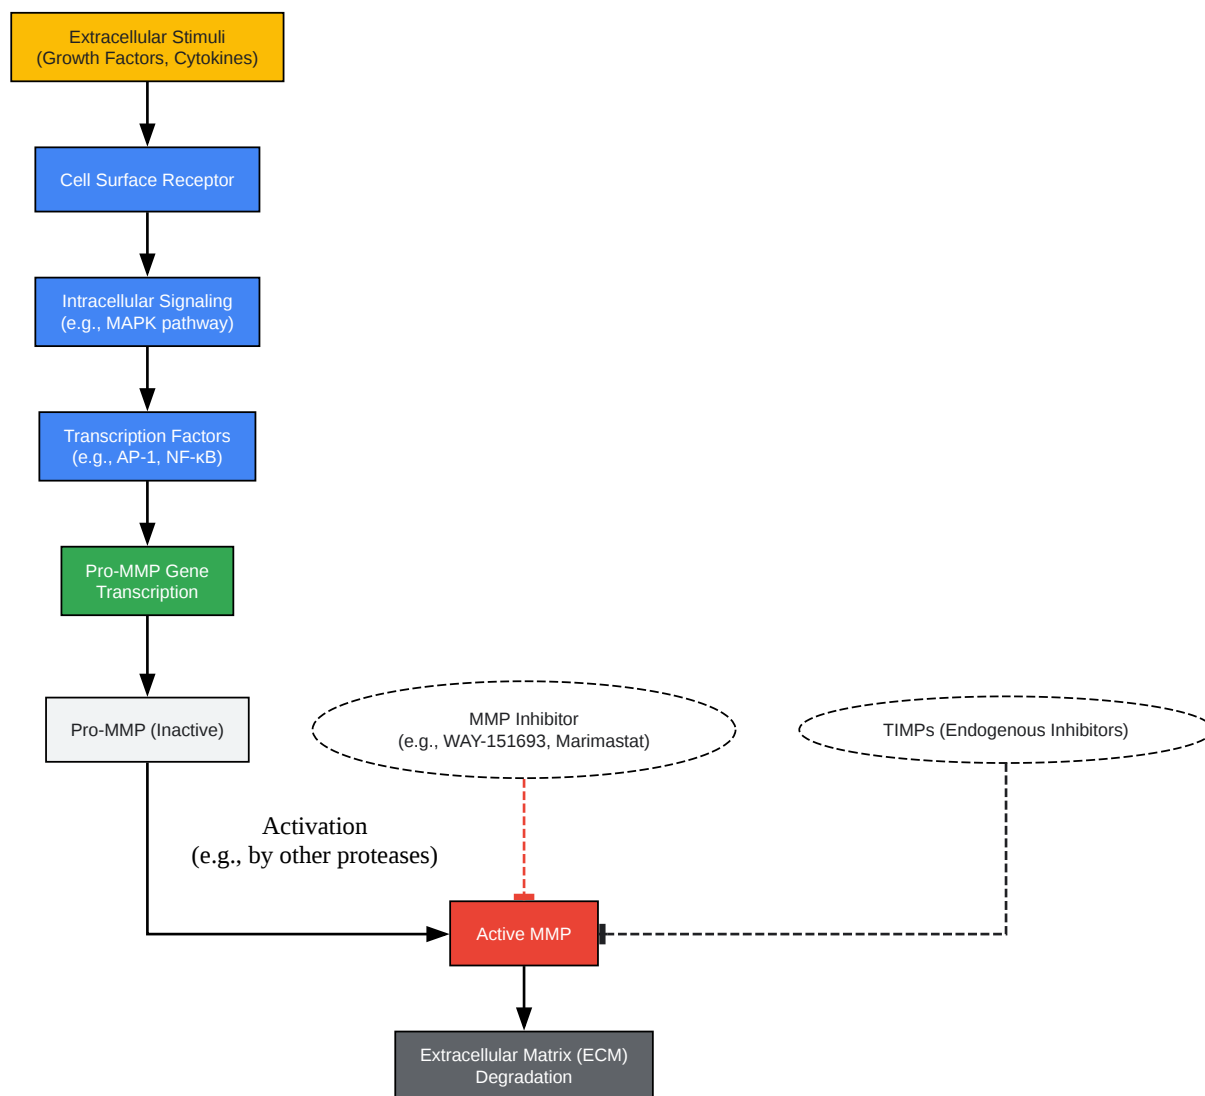 Extracellular Stimuli
(Growth Factors, Cytokines)
Cell Surface Receptor
Intracellular Signaling
(e.g., MAPK pathway)
Transcription Factors
(e.g., AP-1, NF-κB)
Pro-MMP Gene
Transcription
Pro-MMP (Inactive)
MMP Inhibitor
(e.g., WAY-151693, Marimastat)
TIMPs (Endogenous Inhibitors)
Activation
(e.g., by other proteases)
Active MMP
Extracellular Matrix (ECM)
Degradation